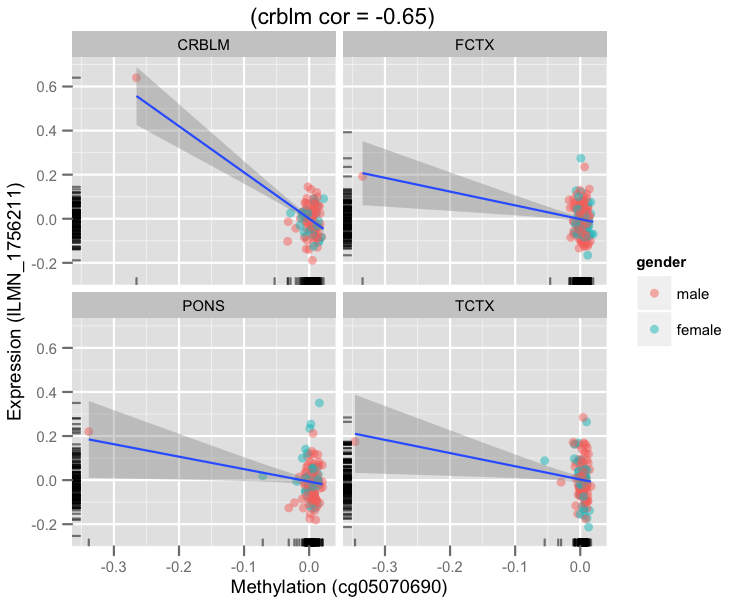 (crblm cor = -0.65)
CRBLM
FCTX
0.6
0.4
0.2
0.0
-0.2
PONS
TCTX
0.6
0.4
0.2
0.0
-0.2
-0.3
-0.2
-0.1
0.0
-0.3
-0.2
-0.1
0.0
Expression (ILMN_1756211)
Methylation (cg05070690)
gender
male
female